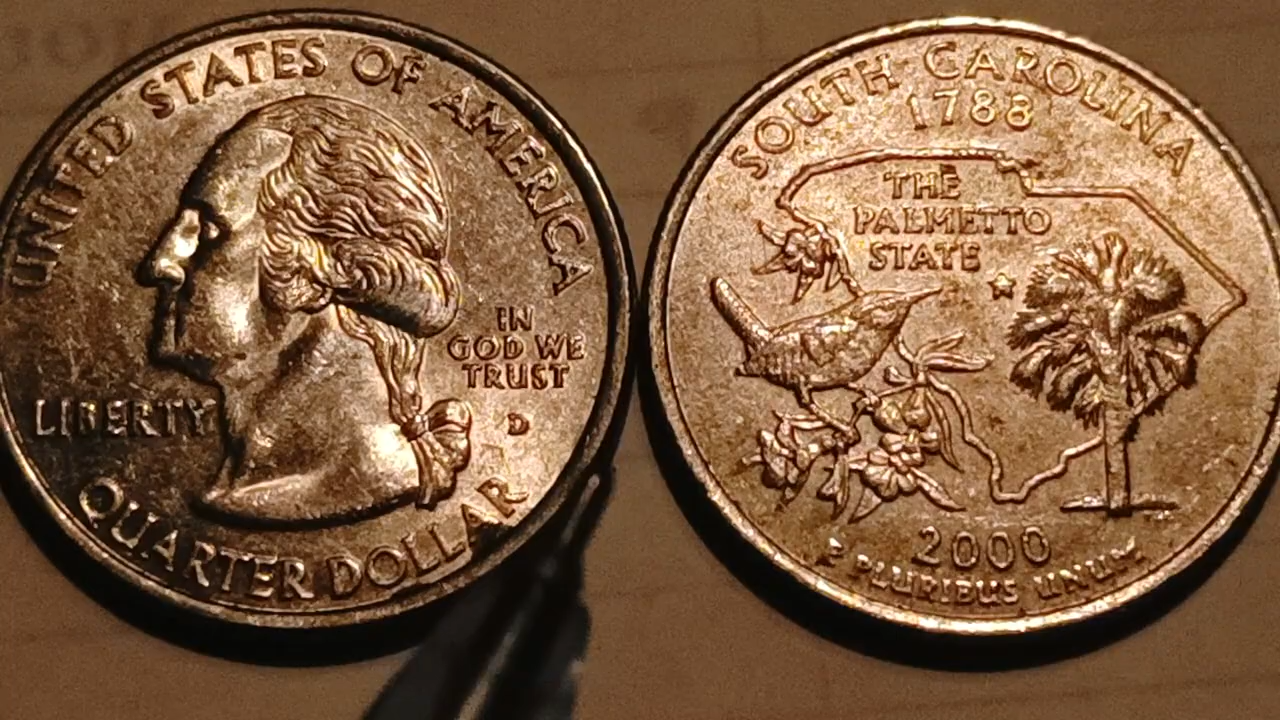 UNITED STATES OF AMERICA
IN
GOD WE
TRUST
LIBERTY
D
QUARTER DOLLAR
SOUTH CAROLINA
1788
THE
PALMETTO
STATE
2000
E PLURIBUS UNUM